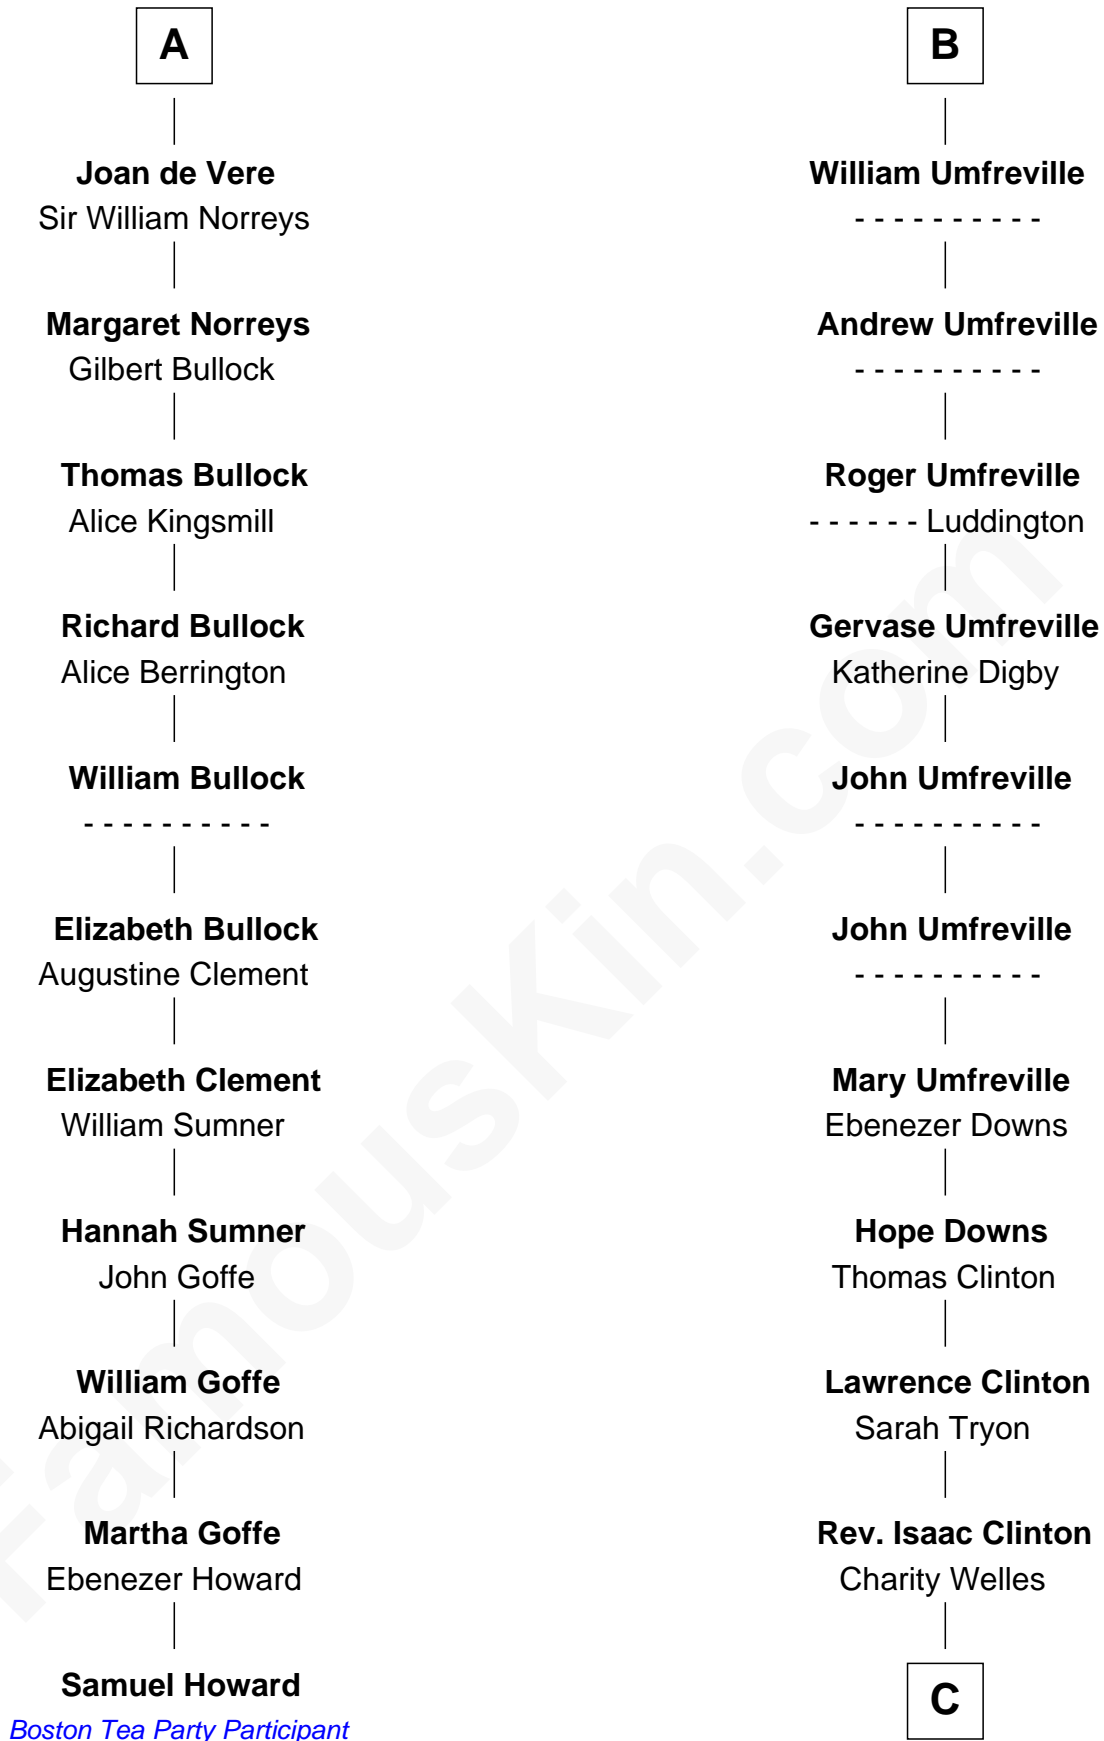 A
Joan de Vere
Sir William Norreys
Margaret Norreys
Gilbert Bullock
Thomas Bullock
Alice Kingsmill
Richard Bullock
Alice Berrington
William Bullock
- - - - - - - - - -
Elizabeth Bullock
Augustine Clement
Elizabeth Clement
William Sumner
Hannah Sumner
John Goffe
William Goffe
Abigail Richardson
Martha Goffe
Ebenezer Howard
Samuel Howard
Boston Tea Party Participant
B
William Umfreville
- - - - - - - - - -
Andrew Umfreville
- - - - - - - - - -
Roger Umfreville
- - - - - - Luddington
Gervase Umfreville
Katherine Digby
John Umfreville
- - - - - - - - - -
John Umfreville
- - - - - - - - - -
Mary Umfreville
Ebenezer Downs
Hope Downs
Thomas Clinton
Lawrence Clinton
Sarah Tryon
Rev. Isaac Clinton
Charity Welles
C
FamousKin.com